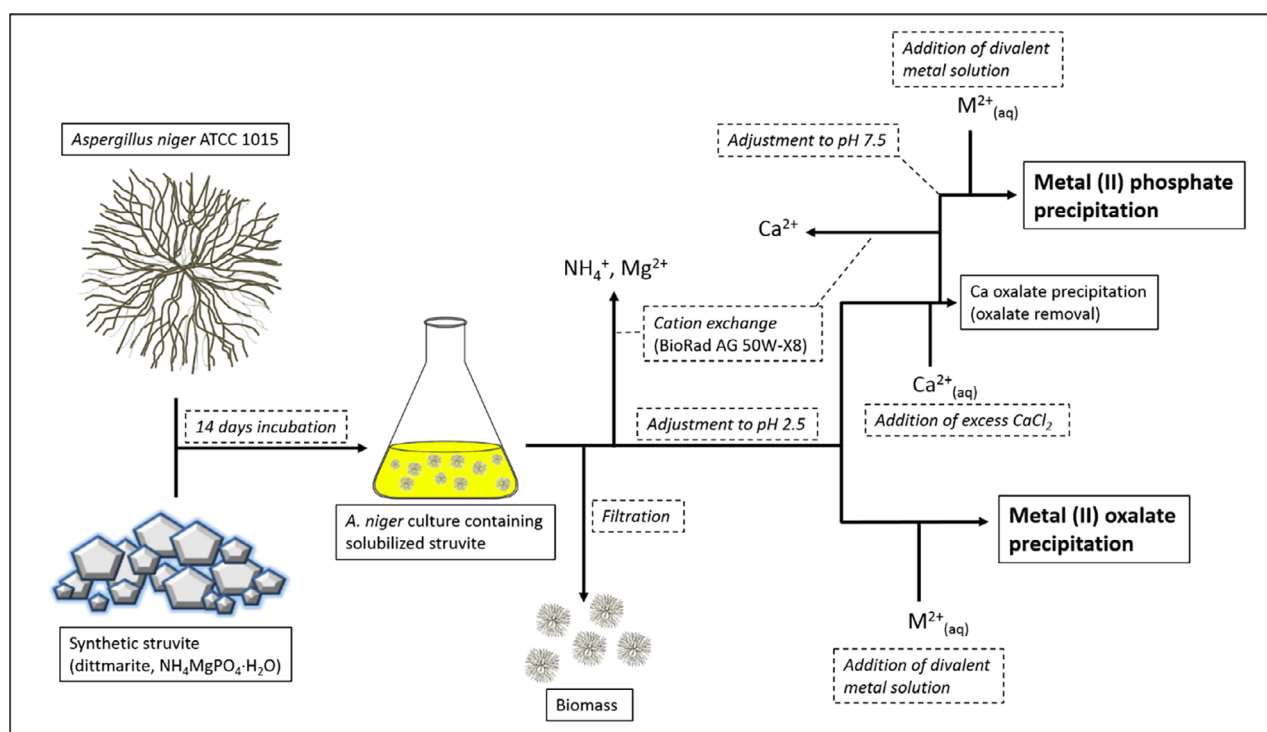 Aspergillus niger ATCC 1015
14 days incubation
Synthetic struvite
(dittmarite, NH₄MgPO₄·H₂O)
A. niger culture containing
solubilized struvite
Filtration
Biomass
NH₄⁺, Mg²⁺
Cation exchange
(BioRad AG 50W-X8)
Adjustment to pH 2.5
Ca²⁺
Adjustment to pH 7.5
Addition of divalent
metal solution
M²⁺(aq)
Metal (II) phosphate
precipitation
Ca oxalate precipitation
(oxalate removal)
Ca²⁺(aq)
Addition of excess CaCl₂
Metal (II) oxalate
precipitation
M²⁺(aq)
Addition of divalent
metal solution